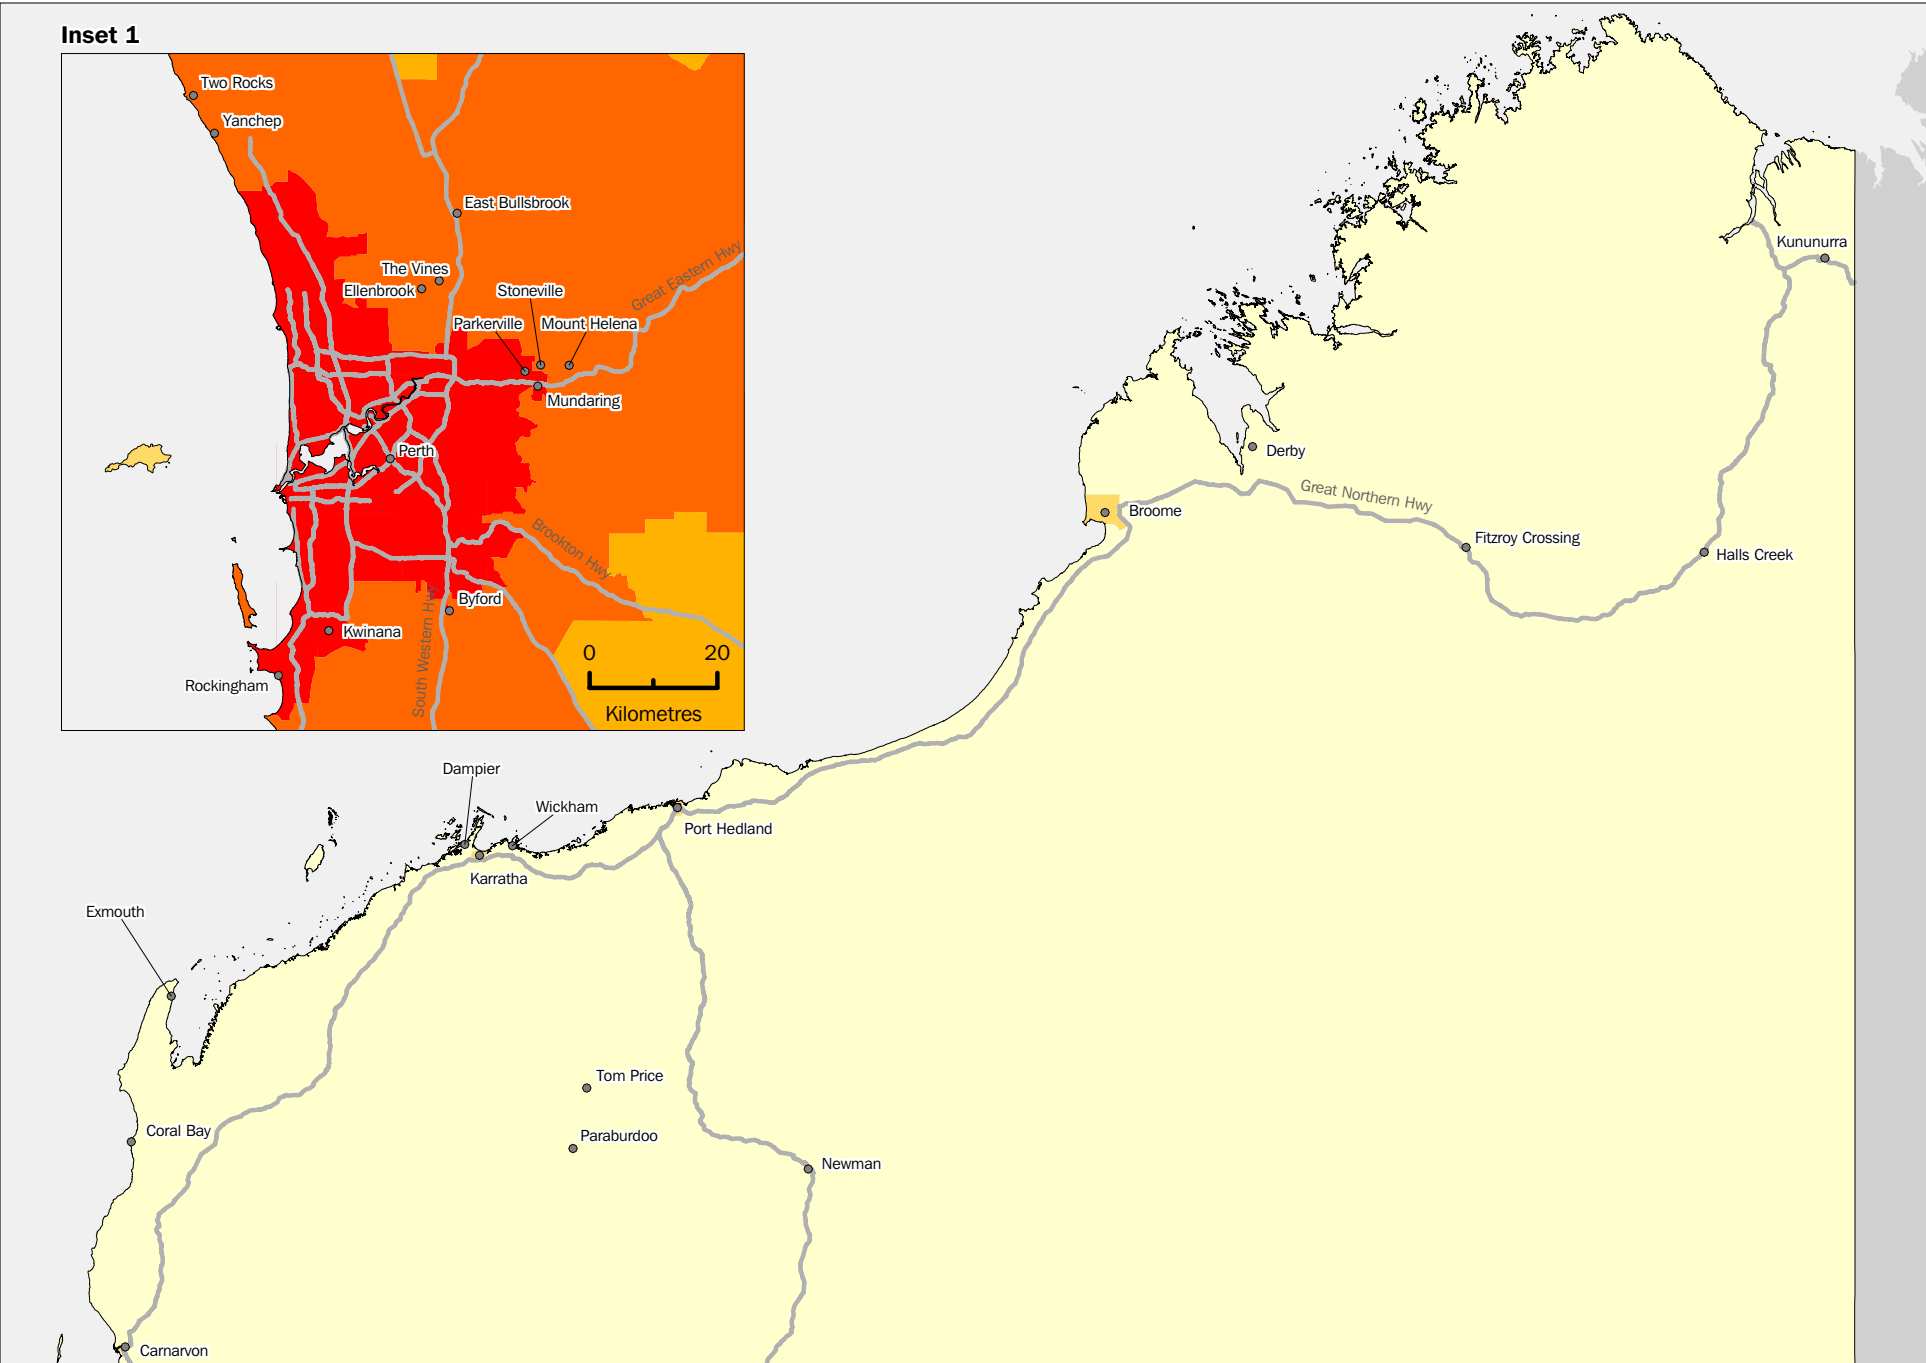 Inset 1
Two Rocks
Yanchep
East Bullsbrook
The Vines
Ellenbrook
Stoneville
Great Eastern Hwy
Parkerville
Mount Helena
Mundaring
Perth
Brookton Hwy
Byford
Kwinana
South Western Hwy
Rockingham
0
20
Kilometres
Kununurra
Derby
Great Northern Hwy
Broome
Fitzroy Crossing
Halls Creek
Dampier
Wickham
Port Hedland
Karratha
Exmouth
Tom Price
Coral Bay
Paraburdoo
Newman
Carnarvon